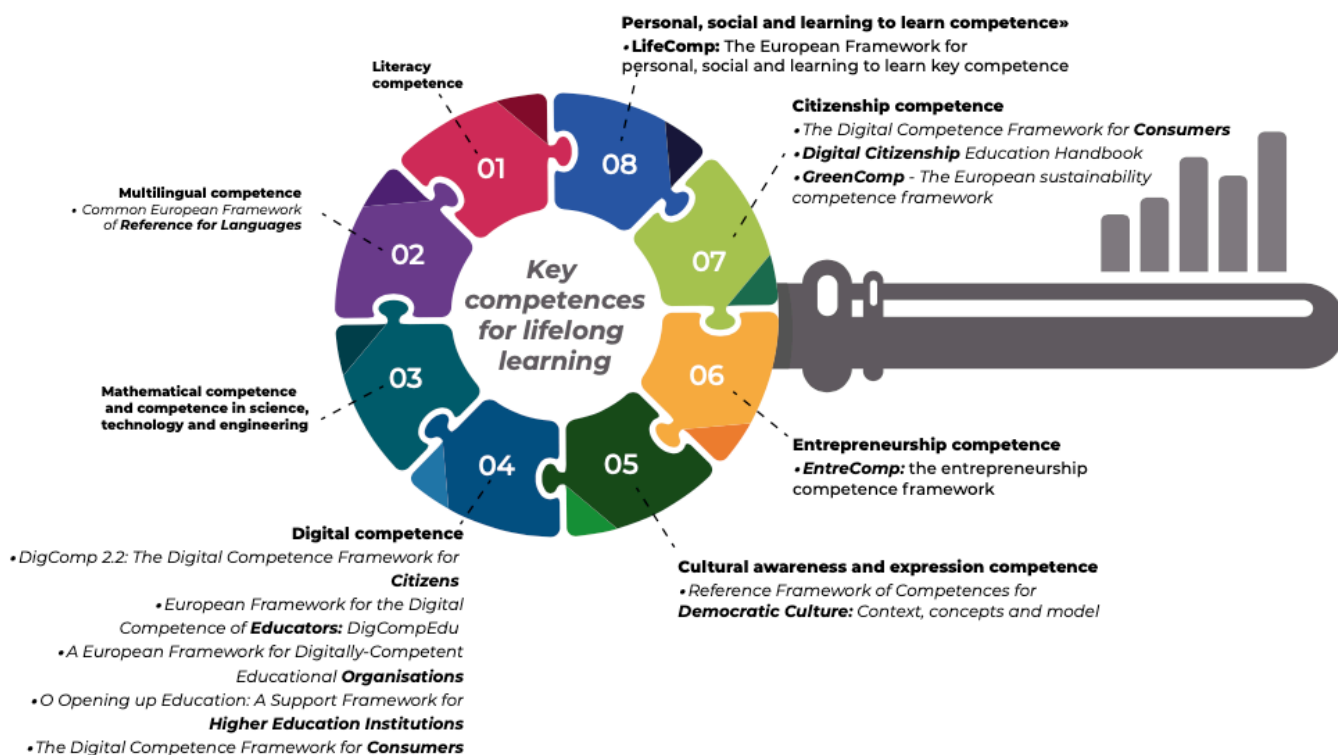 Personal, social and learning to learn competence»
•LifeComp: The European Framework for
personal, social and learning to learn key competence
Literacy
competence
Citizenship competence
•The Digital Competence Framework for Consumers
•Digital Citizenship Education Handbook
•GreenComp - The European sustainability
competence framework
Multilingual competence
• Common European Framework
of Reference for Languages
01
08
02
07
Key
competences
for lifelong
learning
03
06
Mathematical competence
and competence in science,
technology and engineering
04
05
Entrepreneurship competence
•EntreComp: the entrepreneurship
competence framework
Digital competence
•DigComp 2.2: The Digital Competence Framework for
Citizens
•European Framework for the Digital
Competence of Educators: DigCompEdu
•A European Framework for Digitally-Competent
Educational Organisations
•O Opening up Education: A Support Framework for
Higher Education Institutions
•The Digital Competence Framework for Consumers
Cultural awareness and expression competence
•Reference Framework of Competences for
Democratic Culture: Context, concepts and model